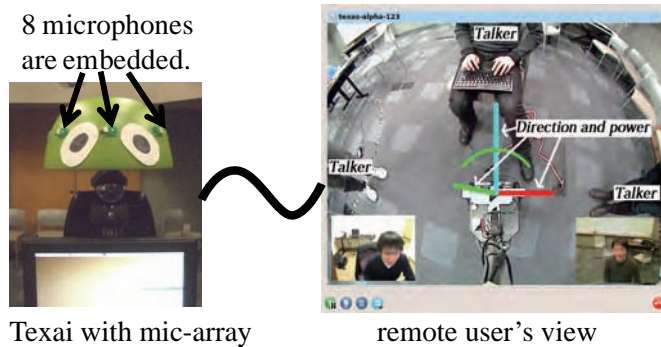 8 microphones
are embedded.
texas-alpha-123
Talker
Direction and power
Talker
Talker
Texai with mic-array
remote user's view